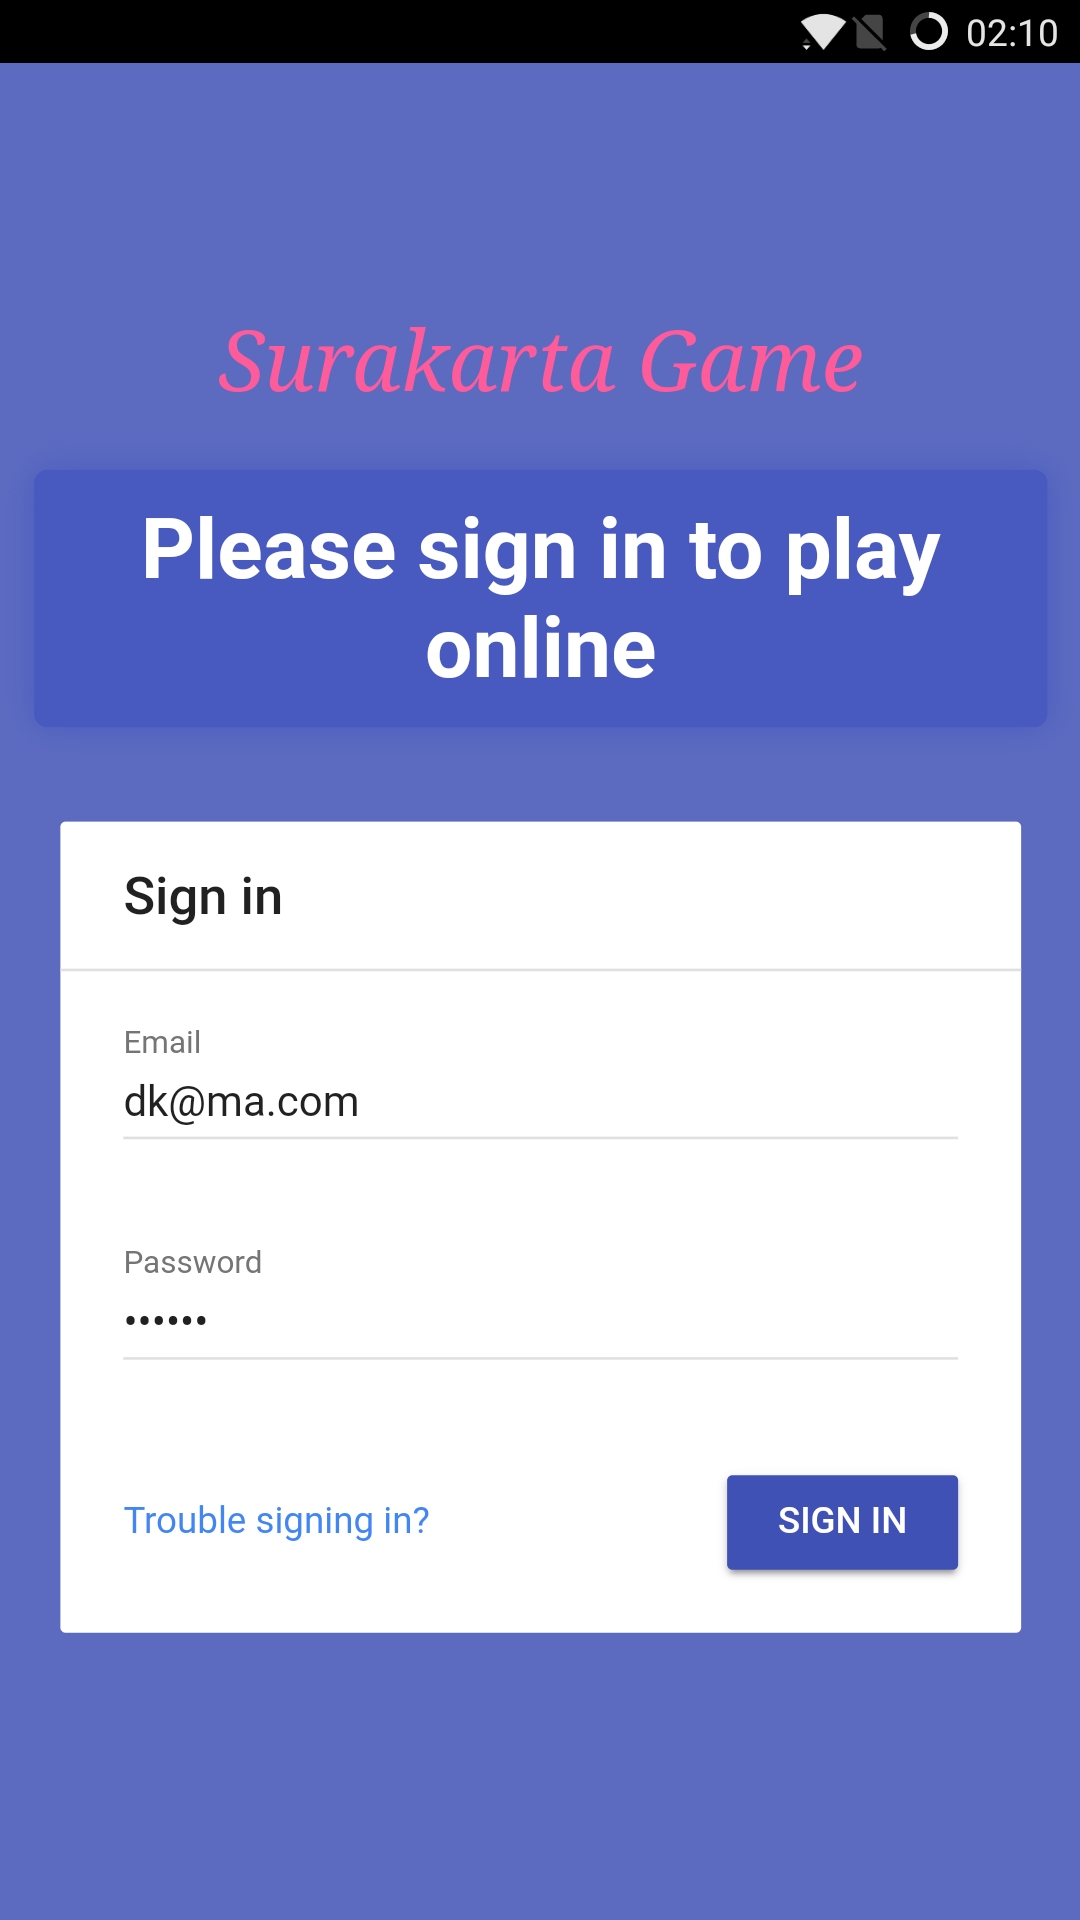 02:10
Surakarta Game
Please sign in to play
online
Sign in
Email
dk@ma.com
Password
••••••
Trouble signing in?
SIGN IN